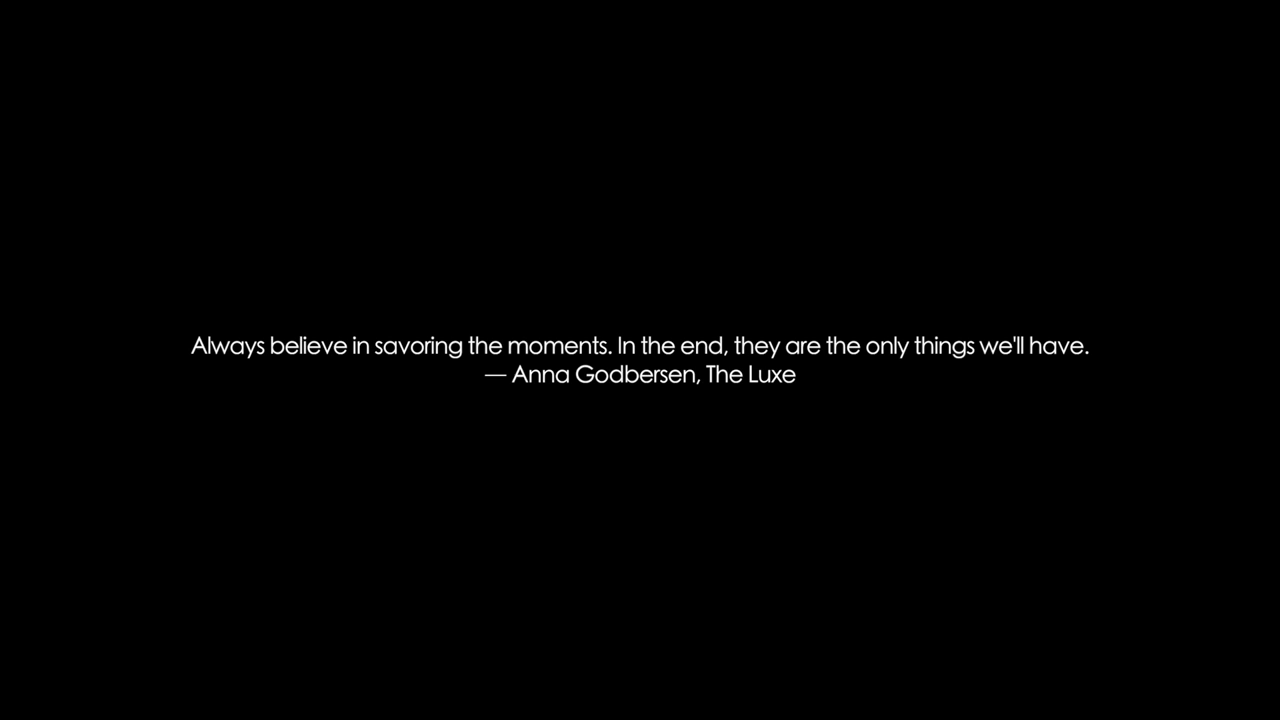 Always believe in savoring the moments. In the end, they are the only things we'll have.
— Anna Godbersen, The Luxe